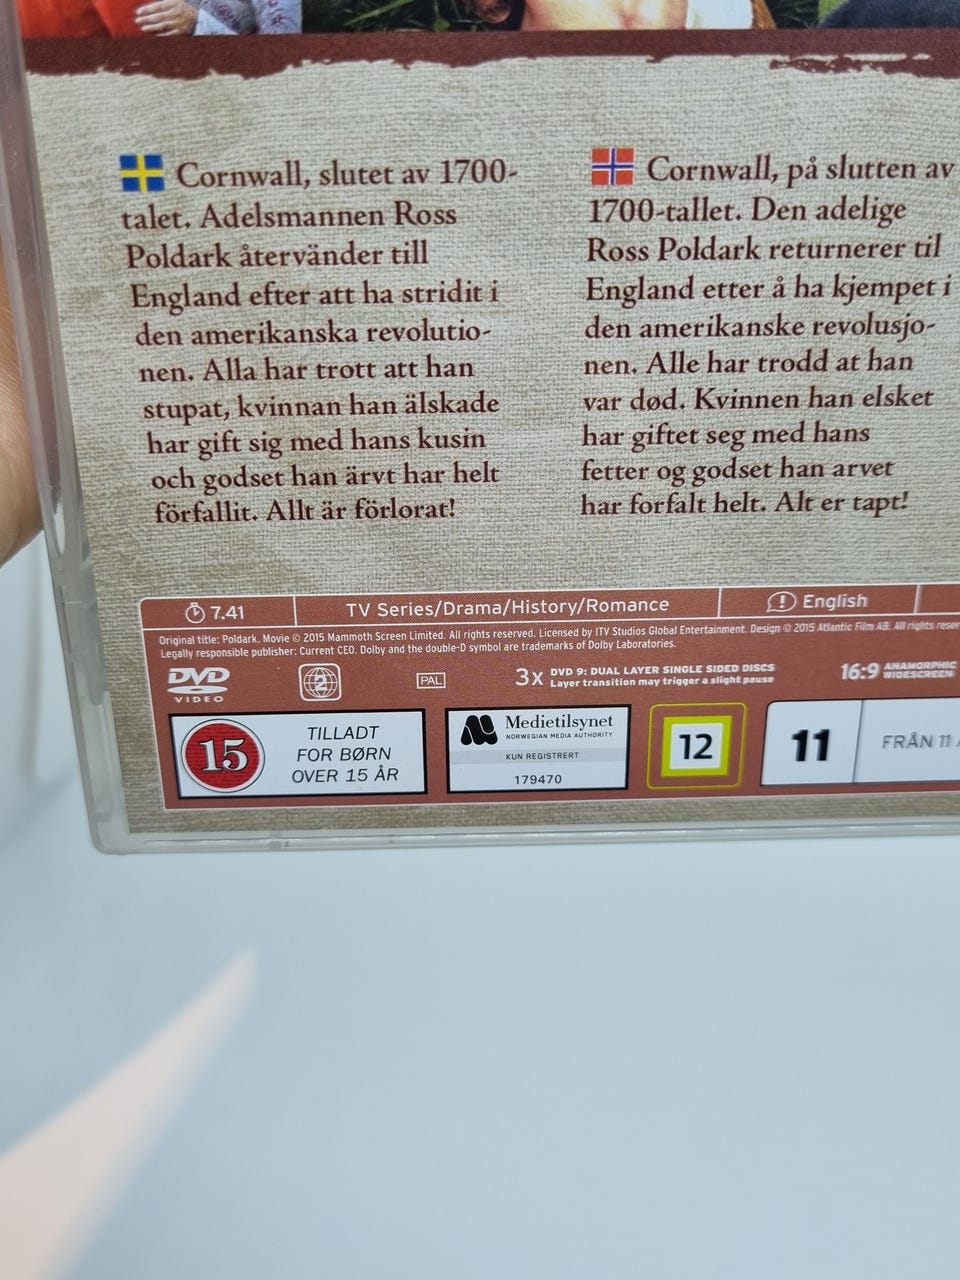 Cornwall, slutet av 1700-
talet. Adelsmannen Ross
Poldark återvänder till
England efter att ha stridit i
den amerikanska revolutio-
nen. Alla har trott att han
stupat, kvinnan han älskade
har gift sig med hans kusin
och godset han ärvt har helt
förfallit. Allt är förlorat!
Cornwall, på slutten av
1700-tallet. Den adelige
Ross Poldark returnerer til
England etter å ha kjempet i
den amerikanske revolusjo-
nen. Alle har trodd at han
var død. Kvinnen han elsket
har giftet seg med hans
fetter og godset han arvet
har forfalt helt. Alt er tapt!
7.41
TV Series/Drama/History/Romance
English
Original title: Poldark. Movie © 2015 Mammoth Screen Limited. All rights reserved. Licensed by ITV Studios Global Entertainment. Design © 2015 Atlantic Film AB. All rights
Legally responsible publisher: Current CEO. Dolby and the double-D symbol are trademarks of Dolby Laboratories.
DVD
VIDEO
2
PAL
3x DVD 9: DUAL LAYER SINGLE SIDED DISCS
Layer transition may trigger a slight pause
16:9 ANAMORPHIC
WIDESCREEN
15
TILLADT
FOR BØRN
OVER 15 ÅR
Medietilsynet
NORWEGIAN MEDIA AUTHORITY
KUN REGISTRERT
179470
12
11
FRÅN 11